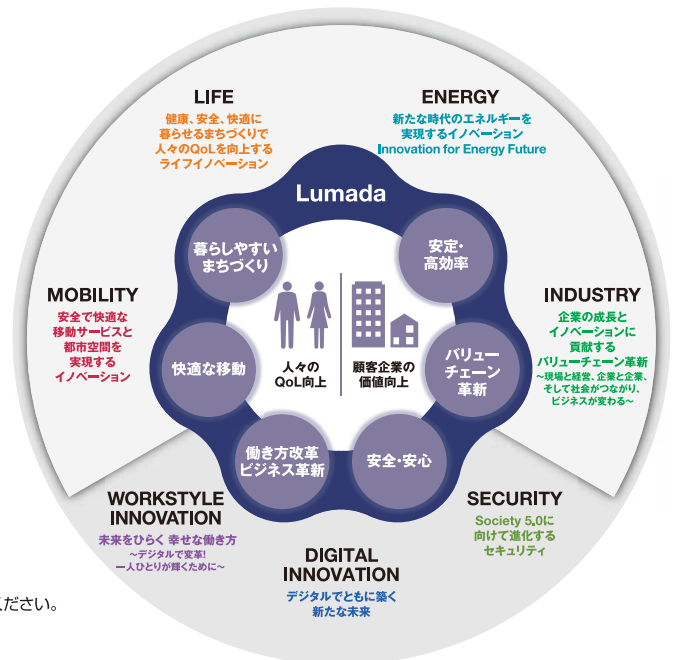 LIFE
健康、安全、快適に
暮らせるまちづくりで
人々のQoLを向上する
ライフイノベーション
ENERGY
新たな時代のエネルギーを
実現するイノベーション
Innovation for Energy Future
Lumada
暮らしやすい
まちづくり
安定・
高効率
MOBILITY
安全で快適な
移動サービスと
都市空間を
実現する
イノベーション
快適な移動
人々の
QoL向上
顧客企業の
価値向上
バリュー
チェーン
革新
INDUSTRY
企業の成長と
イノベーションに
貢献する
バリューチェーン革新
~現場と経営、企業と企業、
そして社会がつながり、
ビジネスが変わる~
働き方改革
ビジネス革新
安全・安心
WORKSTYLE
INNOVATION
未来をひらく 幸せな働き方
~デジタルで変革!
一人ひとりが輝くために~
DIGITAL
INNOVATION
デジタルでともに築く
新たな未来
SECURITY
Society 5.0に
向けて進化する
セキュリティ
ください。